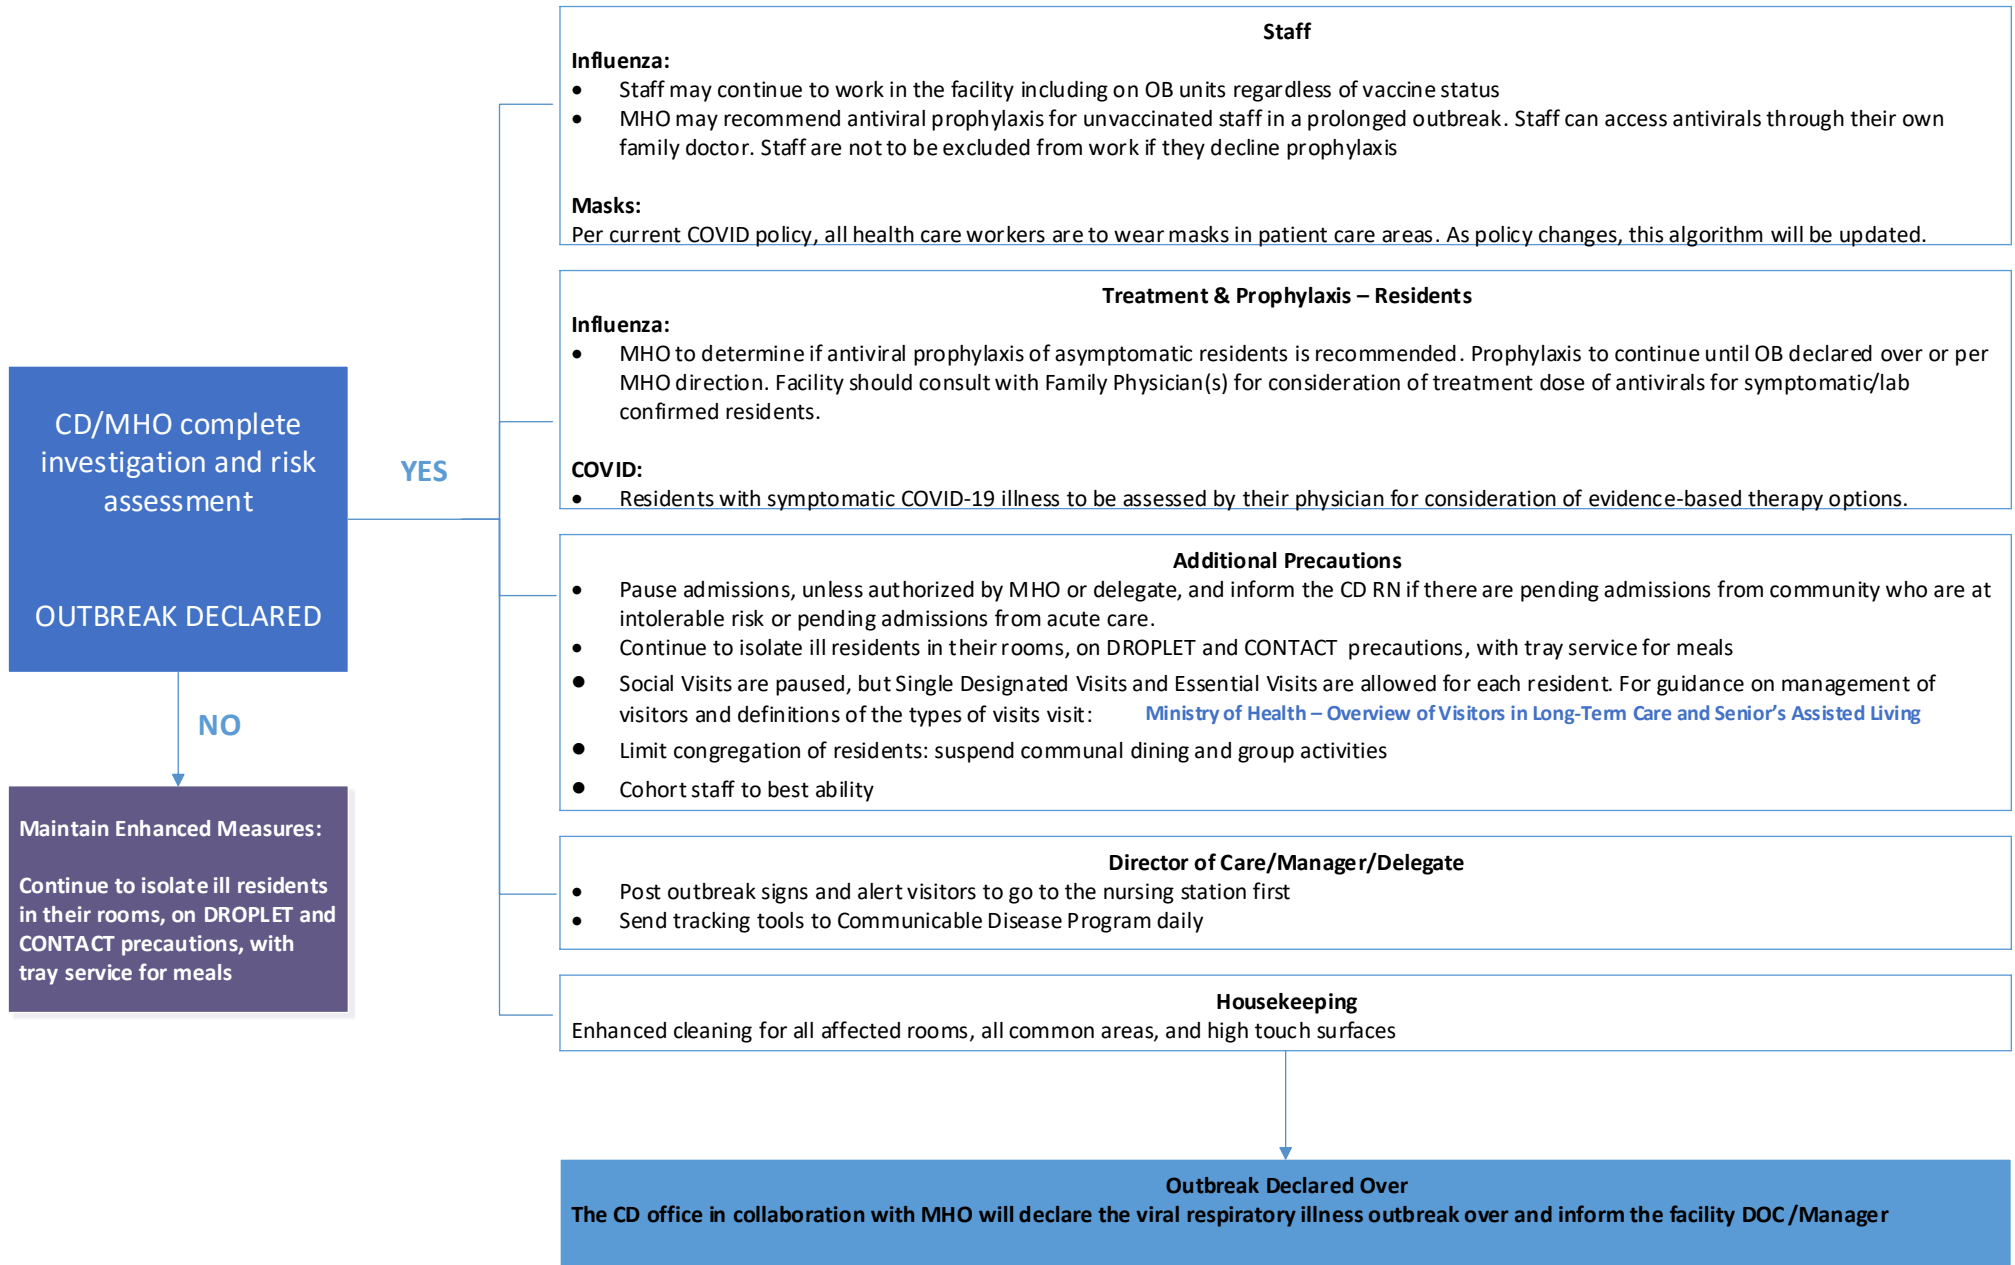 CD/MHO complete
investigation and risk
assessment
OUTBREAK DECLARED
YES
NO
Maintain Enhanced Measures:
Continue to isolate ill residents
in their rooms, on DROPLET and
CONTACT precautions, with
tray service for meals
Staff
Influenza:
• Staff may continue to work in the facility including on OB units regardless of vaccine status
• MHO may recommend antiviral prophylaxis for unvaccinated staff in a prolonged outbreak. Staff can access antivirals through their own
family doctor. Staff are not to be excluded from work if they decline prophylaxis
Masks:
Per current COVID policy, all health care workers are to wear masks in patient care areas. As policy changes, this algorithm will be updated.
Treatment & Prophylaxis – Residents
Influenza:
• MHO to determine if antiviral prophylaxis of asymptomatic residents is recommended. Prophylaxis to continue until OB declared over or per
MHO direction. Facility should consult with Family Physician(s) for consideration of treatment dose of antivirals for symptomatic/lab
confirmed residents.
COVID:
• Residents with symptomatic COVID-19 illness to be assessed by their physician for consideration of evidence-based therapy options.
Additional Precautions
• Pause admissions, unless authorized by MHO or delegate, and inform the CD RN if there are pending admissions from community who are at
intolerable risk or pending admissions from acute care.
• Continue to isolate ill residents in their rooms, on DROPLET and CONTACT precautions, with tray service for meals
• Social Visits are paused, but Single Designated Visits and Essential Visits are allowed for each resident. For guidance on management of
visitors and definitions of the types of visits visit: Ministry of Health – Overview of Visitors in Long-Term Care and Senior's Assisted Living
• Limit congregation of residents: suspend communal dining and group activities
• Cohort staff to best ability
Director of Care/Manager/Delegate
• Post outbreak signs and alert visitors to go to the nursing station first
• Send tracking tools to Communicable Disease Program daily
Housekeeping
Enhanced cleaning for all affected rooms, all common areas, and high touch surfaces
Outbreak Declared Over
The CD office in collaboration with MHO will declare the viral respiratory illness outbreak over and inform the facility DOC/Manager